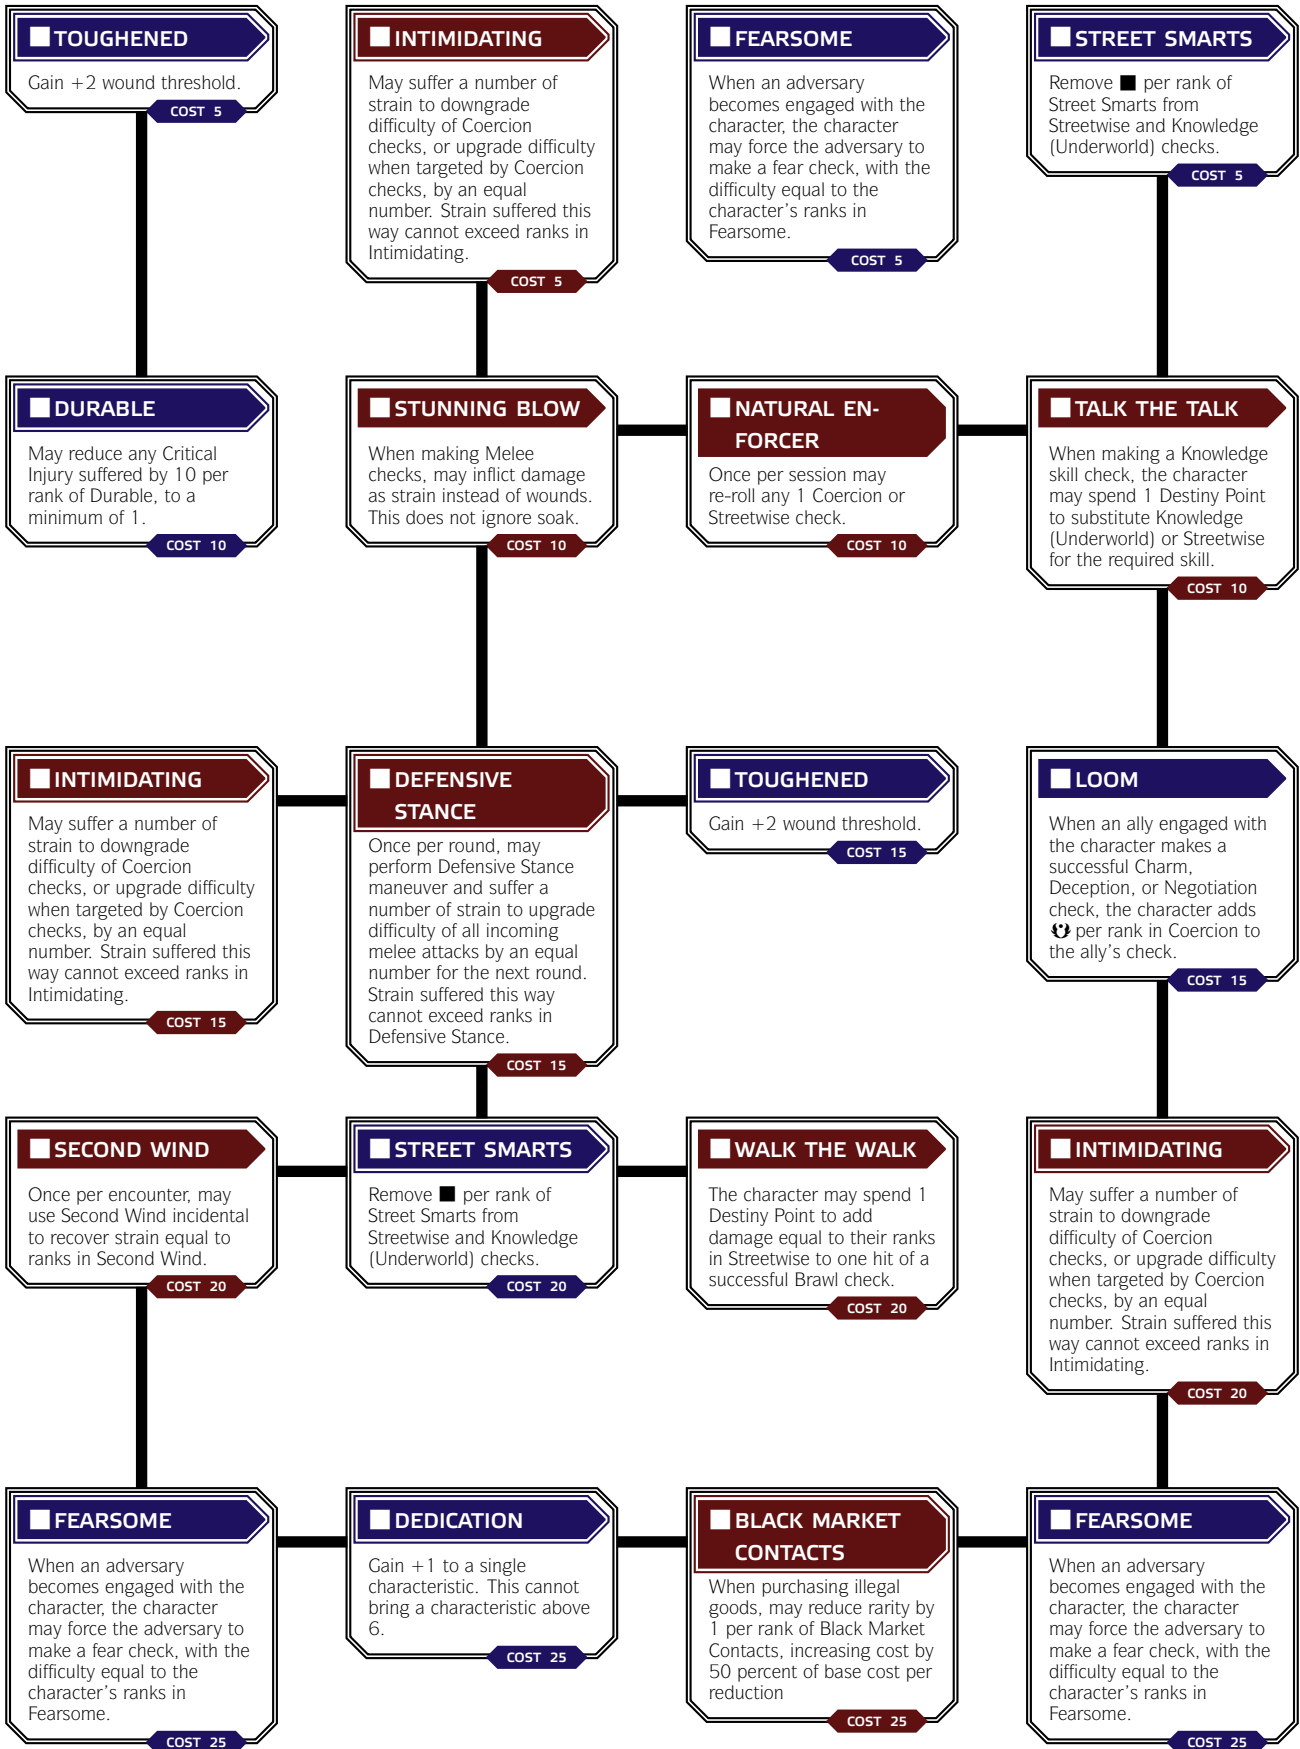 TOUGHENED
Gain +2 wound threshold.
COST 5
INTIMIDATING
May suffer a number of
strain to downgrade
difficulty of Coercion
checks, or upgrade difficulty
when targeted by Coercion
checks, by an equal
number. Strain suffered this
way cannot exceed ranks in
Intimidating.
COST 5
FEARSOME
When an adversary
becomes engaged with the
character, the character
may force the adversary to
make a fear check, with the
difficulty equal to the
character's ranks in
Fearsome.
COST 5
STREET SMARTS
Remove ■ per rank of
Street Smarts from
Streetwise and Knowledge
(Underworld) checks.
COST 5
DURABLE
May reduce any Critical
Injury suffered by 10 per
rank of Durable, to a
minimum of 1.
COST 10
STUNNING BLOW
When making Melee
checks, may inflict damage
as strain instead of wounds.
This does not ignore soak.
COST 10
NATURAL EN-
FORCER
Once per session may
re-roll any 1 Coercion or
Streetwise check.
COST 10
TALK THE TALK
When making a Knowledge
skill check, the character
may spend 1 Destiny Point
to substitute Knowledge
(Underworld) or Streetwise
for the required skill.
COST 10
INTIMIDATING
May suffer a number of
strain to downgrade
difficulty of Coercion
checks, or upgrade difficulty
when targeted by Coercion
checks, by an equal
number. Strain suffered this
way cannot exceed ranks in
Intimidating.
COST 15
DEFENSIVE
STANCE
Once per round, may
perform Defensive Stance
maneuver and suffer a
number of strain to upgrade
difficulty of all incoming
melee attacks by an equal
number for the next round.
Strain suffered this way
cannot exceed ranks in
Defensive Stance.
COST 15
TOUGHENED
Gain +2 wound threshold.
COST 15
LOOM
When an ally engaged with
the character makes a
successful Charm,
Deception, or Negotiation
check, the character adds
per rank in Coercion to
the ally's check.
COST 15
SECOND WIND
Once per encounter, may
use Second Wind incidental
to recover strain equal to
ranks in Second Wind.
COST 20
STREET SMARTS
Remove ■ per rank of
Street Smarts from
Streetwise and Knowledge
(Underworld) checks.
COST 20
WALK THE WALK
The character may spend 1
Destiny Point to add
damage equal to their ranks
in Streetwise to one hit of a
successful Brawl check.
COST 20
INTIMIDATING
May suffer a number of
strain to downgrade
difficulty of Coercion
checks, or upgrade difficulty
when targeted by Coercion
checks, by an equal
number. Strain suffered this
way cannot exceed ranks in
Intimidating.
COST 20
FEARSOME
When an adversary
becomes engaged with the
character, the character
may force the adversary to
make a fear check, with the
difficulty equal to the
character's ranks in
Fearsome.
COST 25
DEDICATION
Gain +1 to a single
characteristic. This cannot
bring a characteristic above
6.
COST 25
BLACK MARKET
CONTACTS
When purchasing illegal
goods, may reduce rarity by
1 per rank of Black Market
Contacts, increasing cost by
50 percent of base cost per
reduction
COST 25
FEARSOME
When an adversary
becomes engaged with the
character, the character
may force the adversary to
make a fear check, with the
difficulty equal to the
character's ranks in
Fearsome.
COST 25